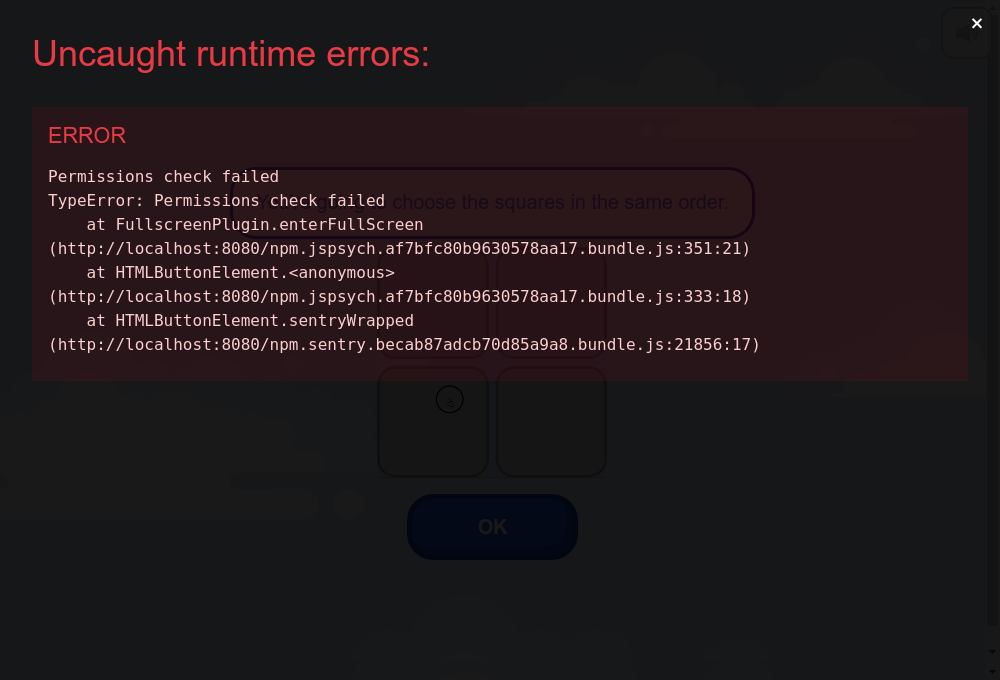 Uncaught runtime errors:
ERROR
Permissions check failed
TypeError: Permissions check failed
at FullscreenPlugin.enterFullScreen
(http://localhost:8080/npm.jspsych.af7bfc80b9630578aa17.bundle.js:351:21)
at HTMLButtonElement.<anonymous>
(http://localhost:8080/npm.jspsych.af7bfc80b9630578aa17.bundle.js:333:18)
at HTMLButtonElement.sentryWrapped
(http://localhost:8080/npm.sentry.becab87adcb70d85a9a8.bundle.js:21856:17)
choose the squares in the same order.
OK